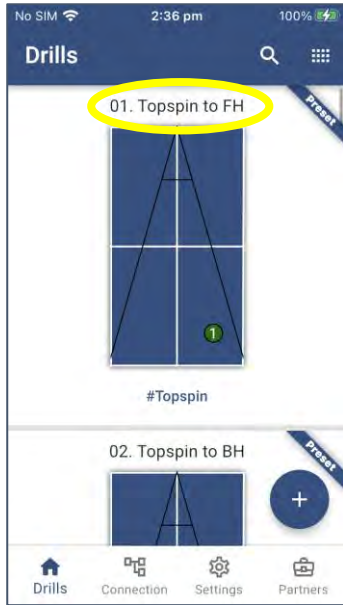 No SIM 2:36 pm 100%
Drills
01. Topspin to FH
Preset
1
#Topspin
02. Topspin to BH
Preset
+
Drills Connection Settings Partners